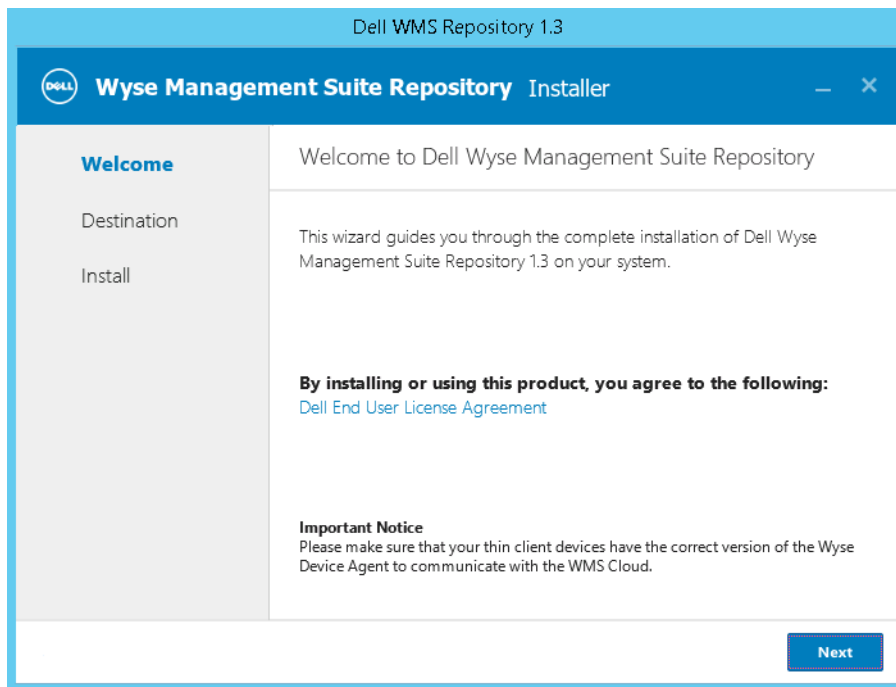 Dell WMS Repository 1.3
DELL
Wyse Management Suite Repository Installer
Welcome
Destination
Install
Welcome to Dell Wyse Management Suite Repository
This wizard guides you through the complete installation of Dell Wyse
Management Suite Repository 1.3 on your system.
By installing or using this product, you agree to the following:
Dell End User License Agreement
Important Notice
Please make sure that your thin client devices have the correct version of the Wyse
Device Agent to communicate with the WMS Cloud.
Next